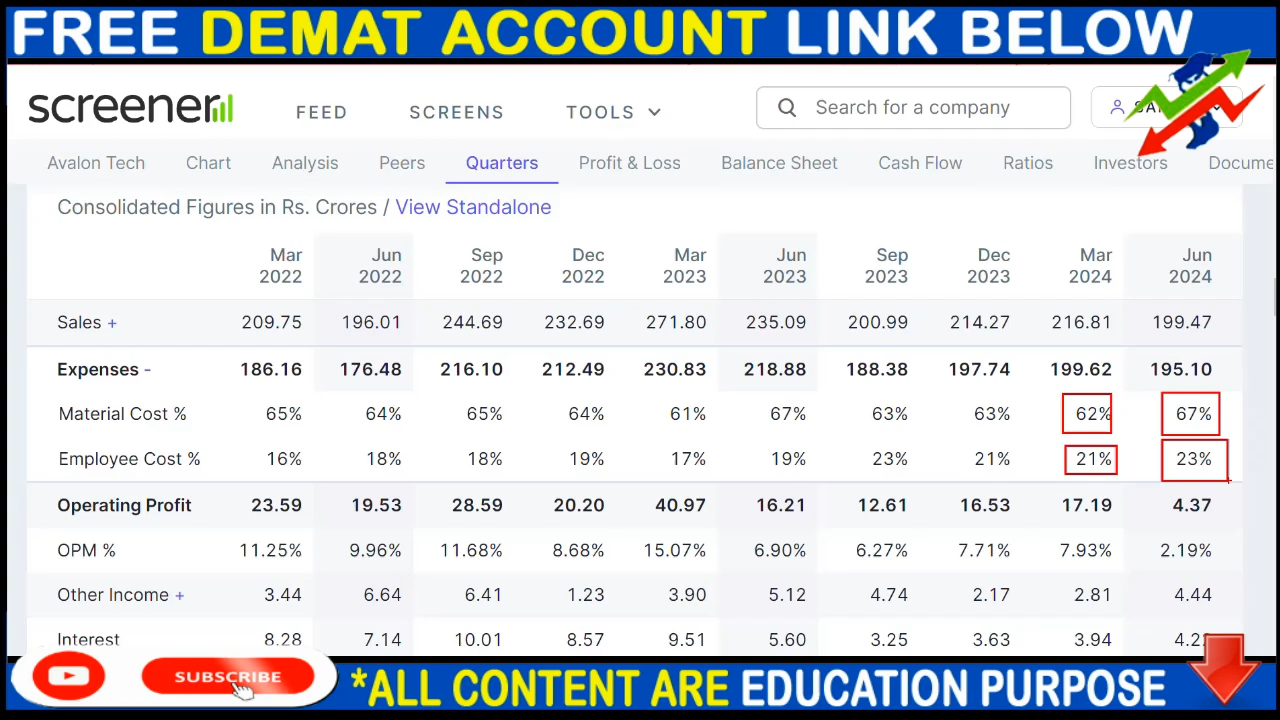 FREE DEMAT ACCOUNT LINK BELOW
screener
FEED SCREENS TOOLS Search for a company
Avalon Tech Chart Analysis Peers Quarters Profit & Loss Balance Sheet Cash Flow Ratios Investors Docume
Consolidated Figures in Rs. Crores / View Standalone
Mar Jun Sep Dec Mar Jun Sep Dec Mar Jun
2022 2022 2022 2022 2023 2023 2023 2023 2024 2024
Sales + 209.75 196.01 244.69 232.69 271.80 235.09 200.99 214.27 216.81 199.47
Expenses - 186.16 176.48 216.10 212.49 230.83 218.88 188.38 197.74 199.62 195.10
Material Cost % 65% 64% 65% 64% 61% 67% 63% 63% 62% 67%
Employee Cost % 16% 18% 18% 19% 17% 19% 23% 21% 21% 23%
Operating Profit 23.59 19.53 28.59 20.20 40.97 16.21 12.61 16.53 17.19 4.37
OPM % 11.25% 9.96% 11.68% 8.68% 15.07% 6.90% 6.27% 7.71% 7.93% 2.19%
Other Income + 3.44 6.64 6.41 1.23 3.90 5.12 4.74 2.17 2.81 4.44
Interest 8.28 7.14 10.01 8.57 9.51 5.60 3.25 3.63 3.94
SUBSCRIBE
*ALL CONTENT ARE EDUCATION PURPOSE